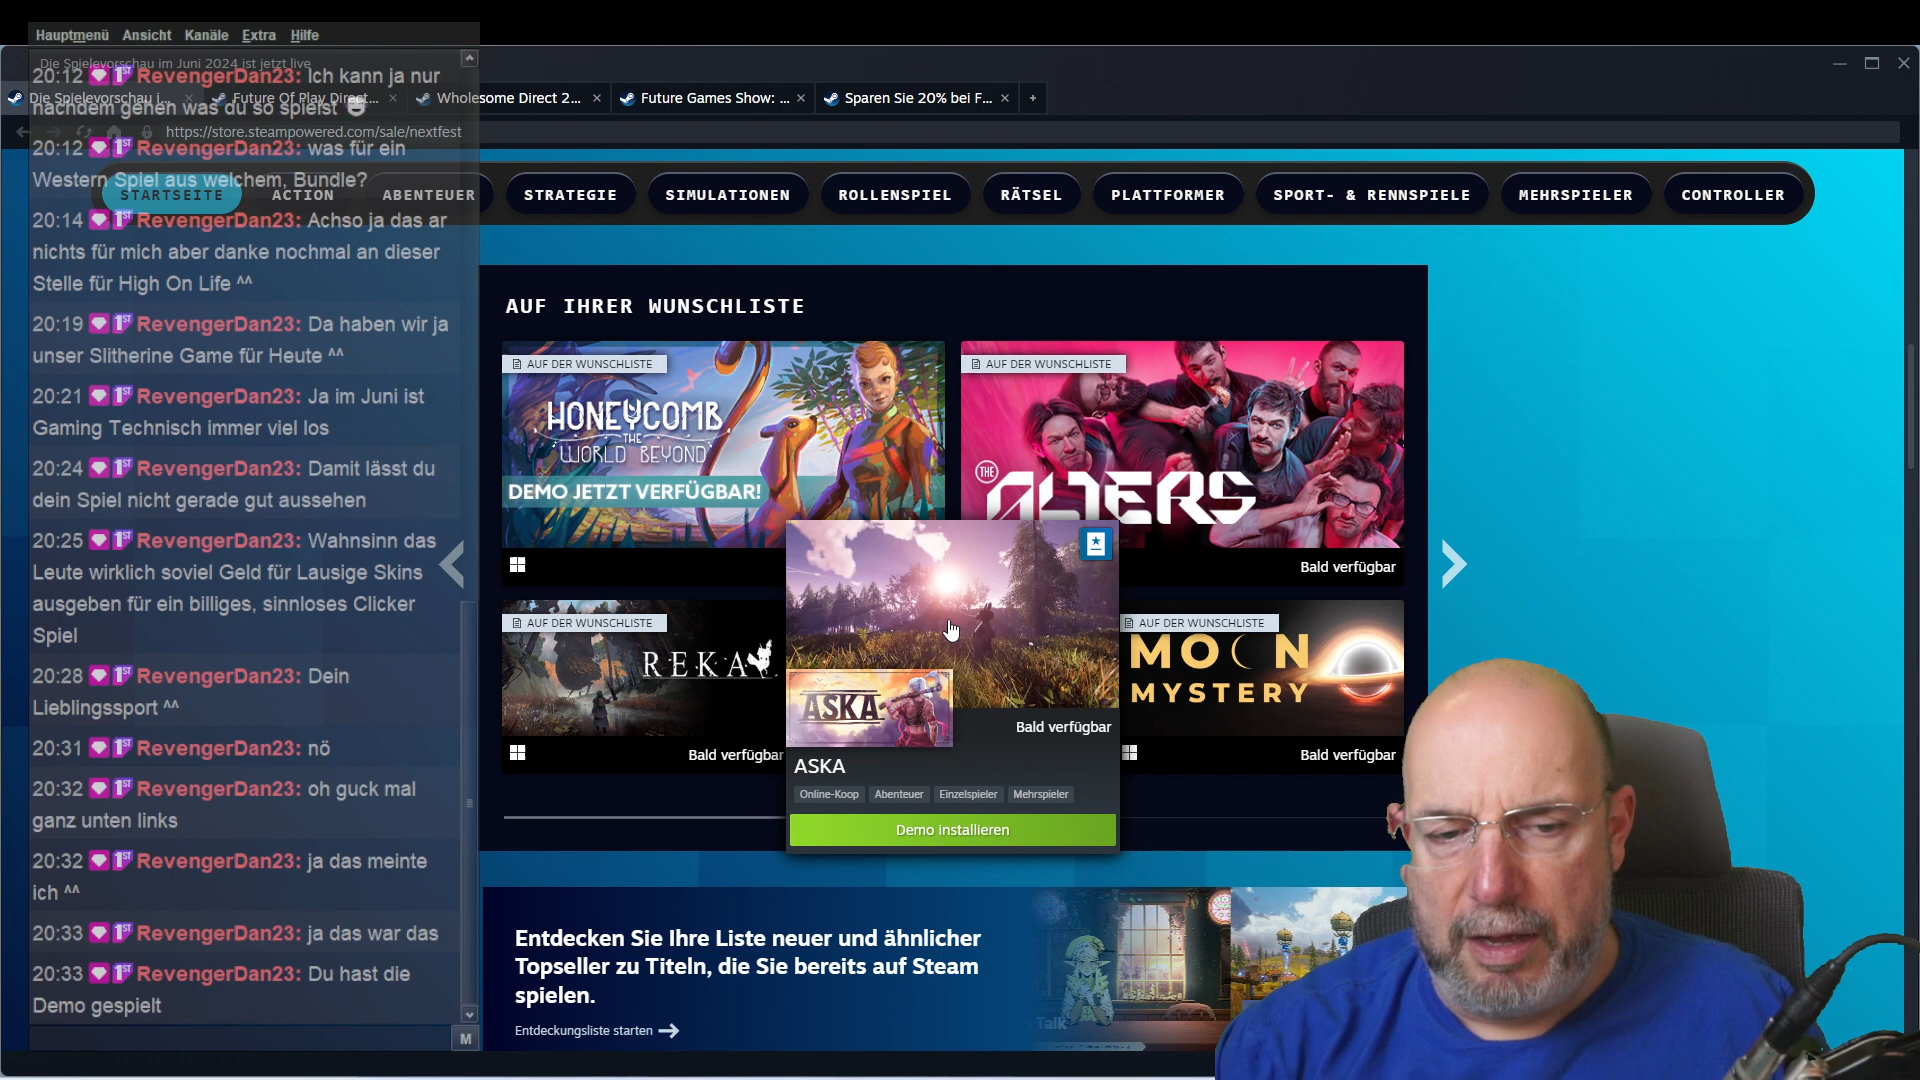 Hauptmenü Ansicht Kanäle Extra Hilfe
Die Spielevorschau im Juni 2024 ist jetzt live
20:12 1ST RevengerDan23: Ich kann ja nur
nachdem gehen was du so spielst
Die Spielevorschau i... Future Of Play Direct... Wholesome Direct 2... Future Games Show: ... Sparen Sie 20% bei F...
https://store.steampowered.com/sale/nextfest
20:12 1ST RevengerDan23: was für ein
Western Spiel aus welchem, Bundle?
STARTSEITE ACTION ABENTEUER STRATEGIE SIMULATIONEN ROLLENSPIEL RÄTSEL PLATTFORMER SPORT- & RENNSPIELE MEHRSPIELER CONTROLLER
20:14 1ST RevengerDan23: Achso ja das ar
nichts für mich aber danke nochmal an dieser
Stelle für High On Life ^^
20:19 1ST RevengerDan23: Da haben wir ja
unser Slitherine Game für Heute ^^
20:21 1ST RevengerDan23: Ja im Juni ist
Gaming Technisch immer viel los
20:24 1ST RevengerDan23: Damit lässt du
dein Spiel nicht gerade gut aussehen
20:25 1ST RevengerDan23: Wahnsinn das
Leute wirklich soviel Geld für Lausige Skins
ausgeben für ein billiges, sinnloses Clicker
Spiel
20:28 1ST RevengerDan23: Dein
Lieblingssport ^^
20:31 1ST RevengerDan23: nö
20:32 1ST RevengerDan23: oh guck mal
ganz unten links
20:32 1ST RevengerDan23: ja das meinte
ich ^^
20:33 1ST RevengerDan23: ja das war das
20:33 1ST RevengerDan23: Du hast die
Demo gespielt
M
AUF IHRER WUNSCHLISTE
AUF DER WUNSCHLISTE
HONEYCOMB
THE
WORLD BEYOND
DEMO JETZT VERFÜGBAR!
AUF DER WUNSCHLISTE
THE
ALTERS
Bald verfügbar
AUF DER WUNSCHLISTE
REKA
Bald verfügbar
ASKA
Bald verfügbar
ASKA
Online-Koop Abenteuer Einzelspieler Mehrspieler
Demo installieren
AUF DER WUNSCHLISTE
MOON
MYSTERY
Bald verfügbar
Entdecken Sie Ihre Liste neuer und ähnlicher
Topseller zu Titeln, die Sie bereits auf Steam
spielen.
Entdeckungsliste starten